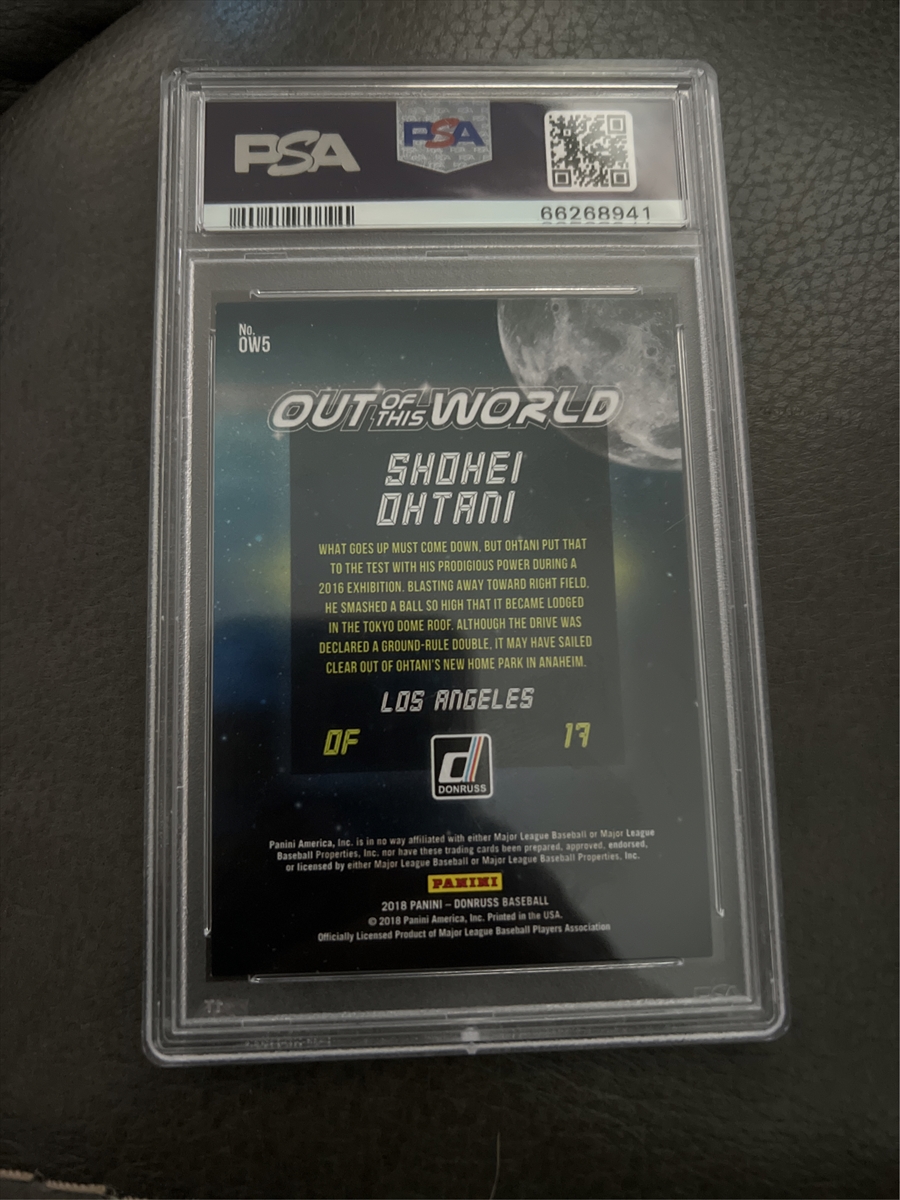 PSA
PSA
66268941
No.
OW5
OUT OF THIS WORLD
SHOHEI
OHTANI
WHAT GOES UP MUST COME DOWN, BUT OHTANI PUT THAT
TO THE TEST WITH HIS PRODIGIOUS POWER DURING A
2016 EXHIBITION. BLASTING AWAY TOWARD RIGHT FIELD,
HE SMASHED A BALL SO HIGH THAT IT BECAME LODGED
IN THE TOKYO DOME ROOF. ALTHOUGH THE DRIVE WAS
DECLARED A GROUND-RULE DOUBLE, IT MAY HAVE SAILED
CLEAR OUT OF OHTANI'S NEW HOME PARK IN ANAHEIM.
LOS ANGELES
OF 17
d
DONRUSS
Panini America, Inc. is in no way affiliated with either Major League Baseball or Major League
Baseball Properties, Inc. nor have these trading cards been prepared, approved, endorsed,
or licensed by either Major League Baseball or Major League Baseball Properties, Inc.
PANINI
2018 PANINI – DONRUSS BASEBALL
© 2018 Panini America, Inc. Printed in the USA.
Officially Licensed Product of Major League Baseball Players Association
PSA